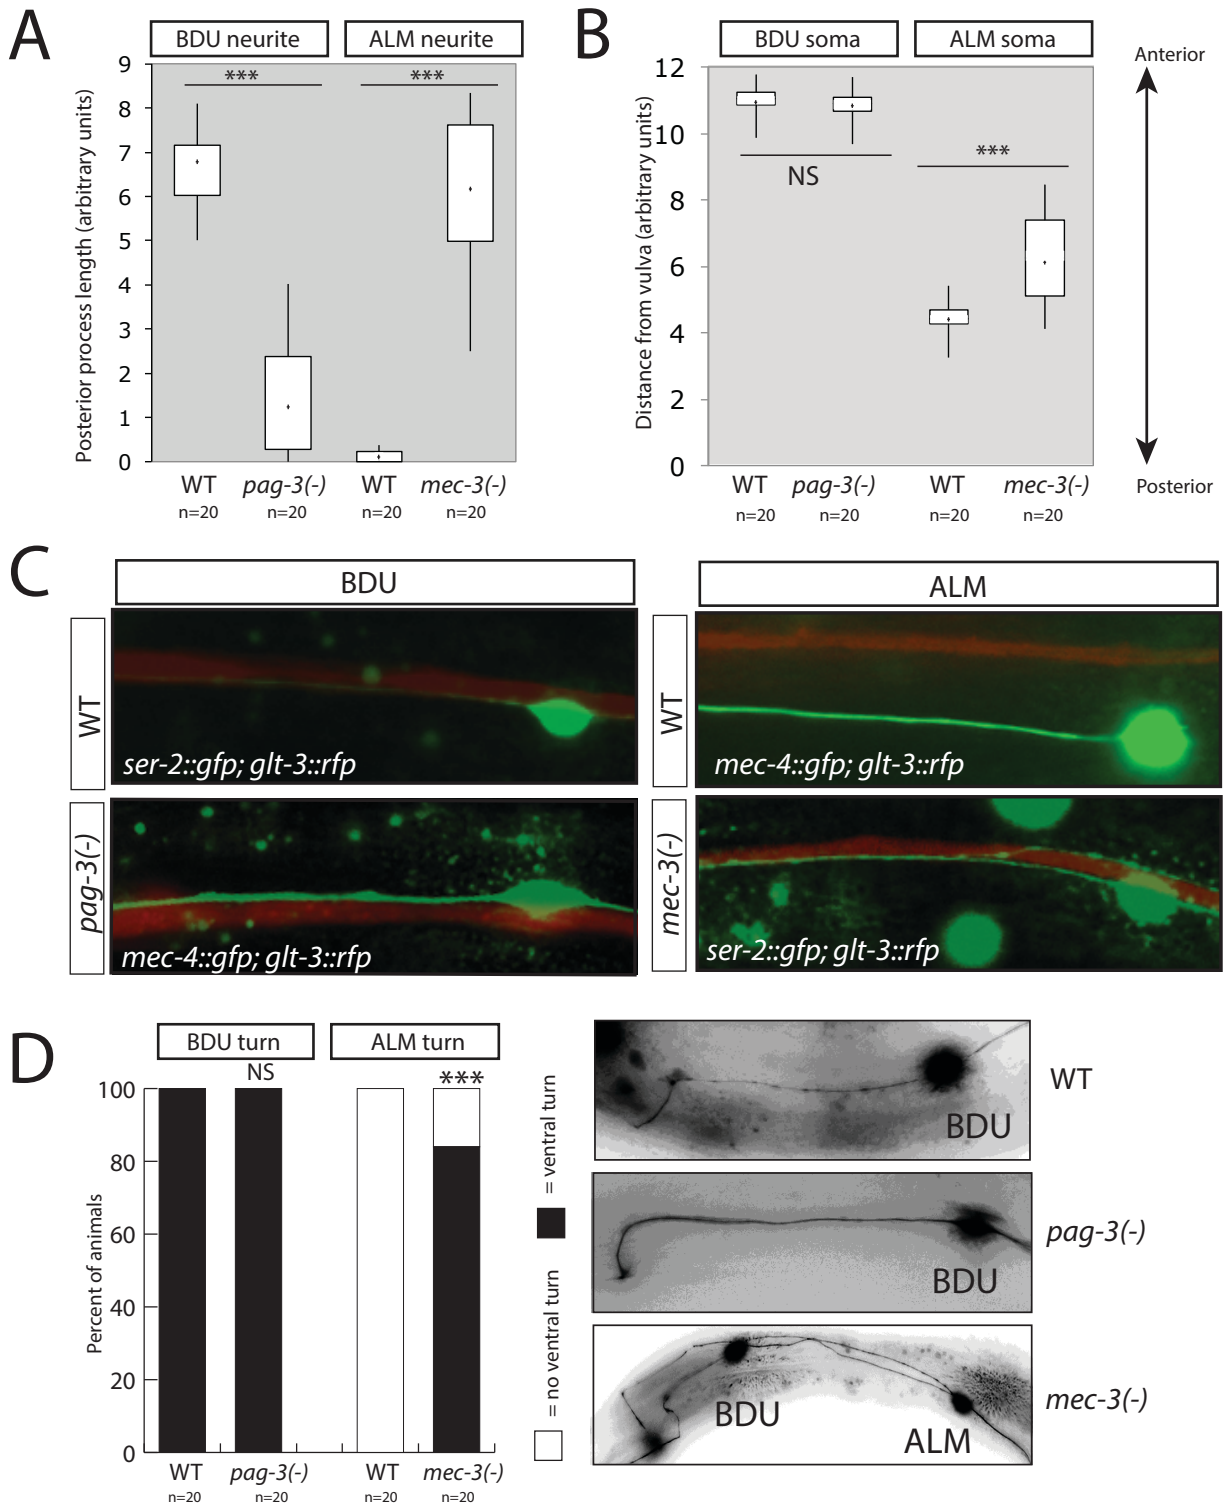 A
BDU neurite
ALM neurite
Posterior process length (arbitrary units)
9
8
7
6
5
4
3
2
1
0
***
***
WT
pag-3(-)
WT
mec-3(-)
n=20
n=20
n=20
n=20
B
BDU soma
ALM soma
Distance from vulva (arbitrary units)
12
10
8
6
4
2
0
NS
***
WT
pag-3(-)
WT
mec-3(-)
n=20
n=20
n=20
n=20
Anterior
Posterior
C
BDU
ALM
WT
ser-2::gfp; glt-3::rfp
WT
mec-4::gfp; glt-3::rfp
pag-3(-)
mec-4::gfp; glt-3::rfp
mec-3(-)
ser-2::gfp; glt-3::rfp
D
BDU turn
ALM turn
NS
***
Percent of animals
100
80
60
40
20
0
WT
pag-3(-)
WT
mec-3(-)
n=20
n=20
n=20
n=20
= ventral turn
= no ventral turn
BDU
WT
BDU
pag-3(-)
BDU
ALM
mec-3(-)